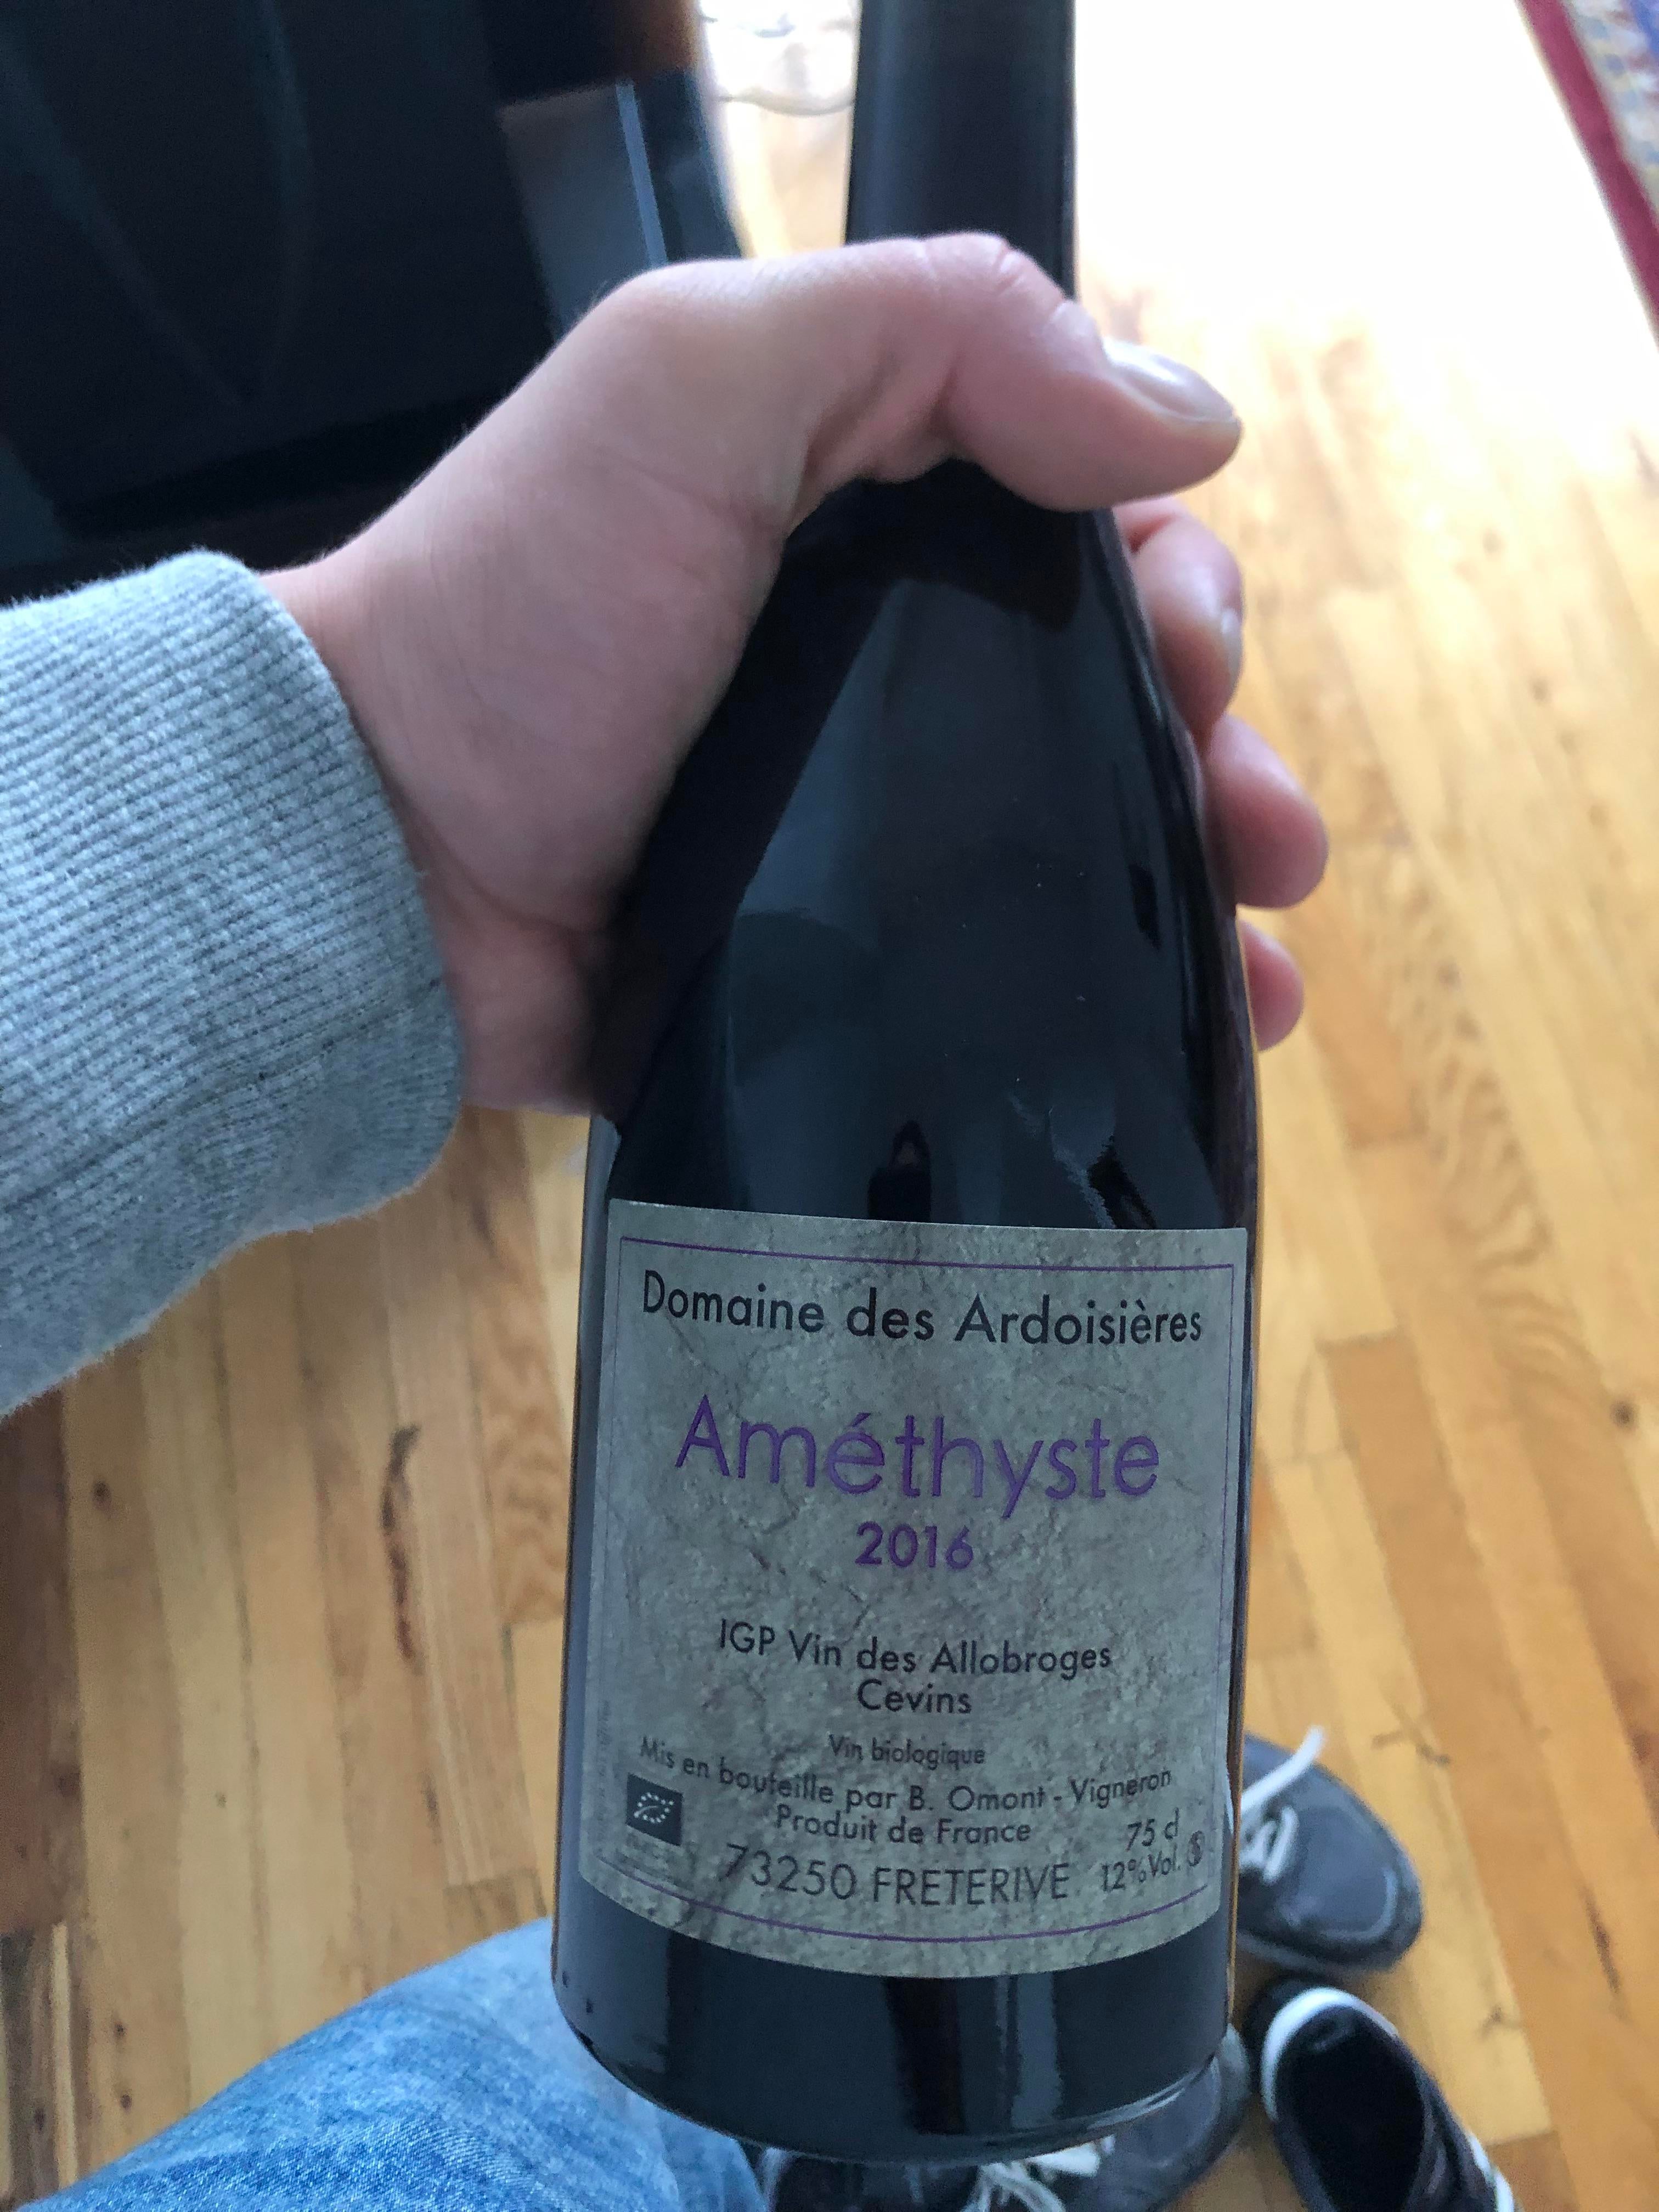 Domaine des Ardoisières
Améthyste
2016
IGP Vin des Allobroges
Cevins
Vin biologique
Mis en bouteille par B. Omont - Vigneron
Produit de France
75 cl
73250 FRETERIVE
12%Vol.